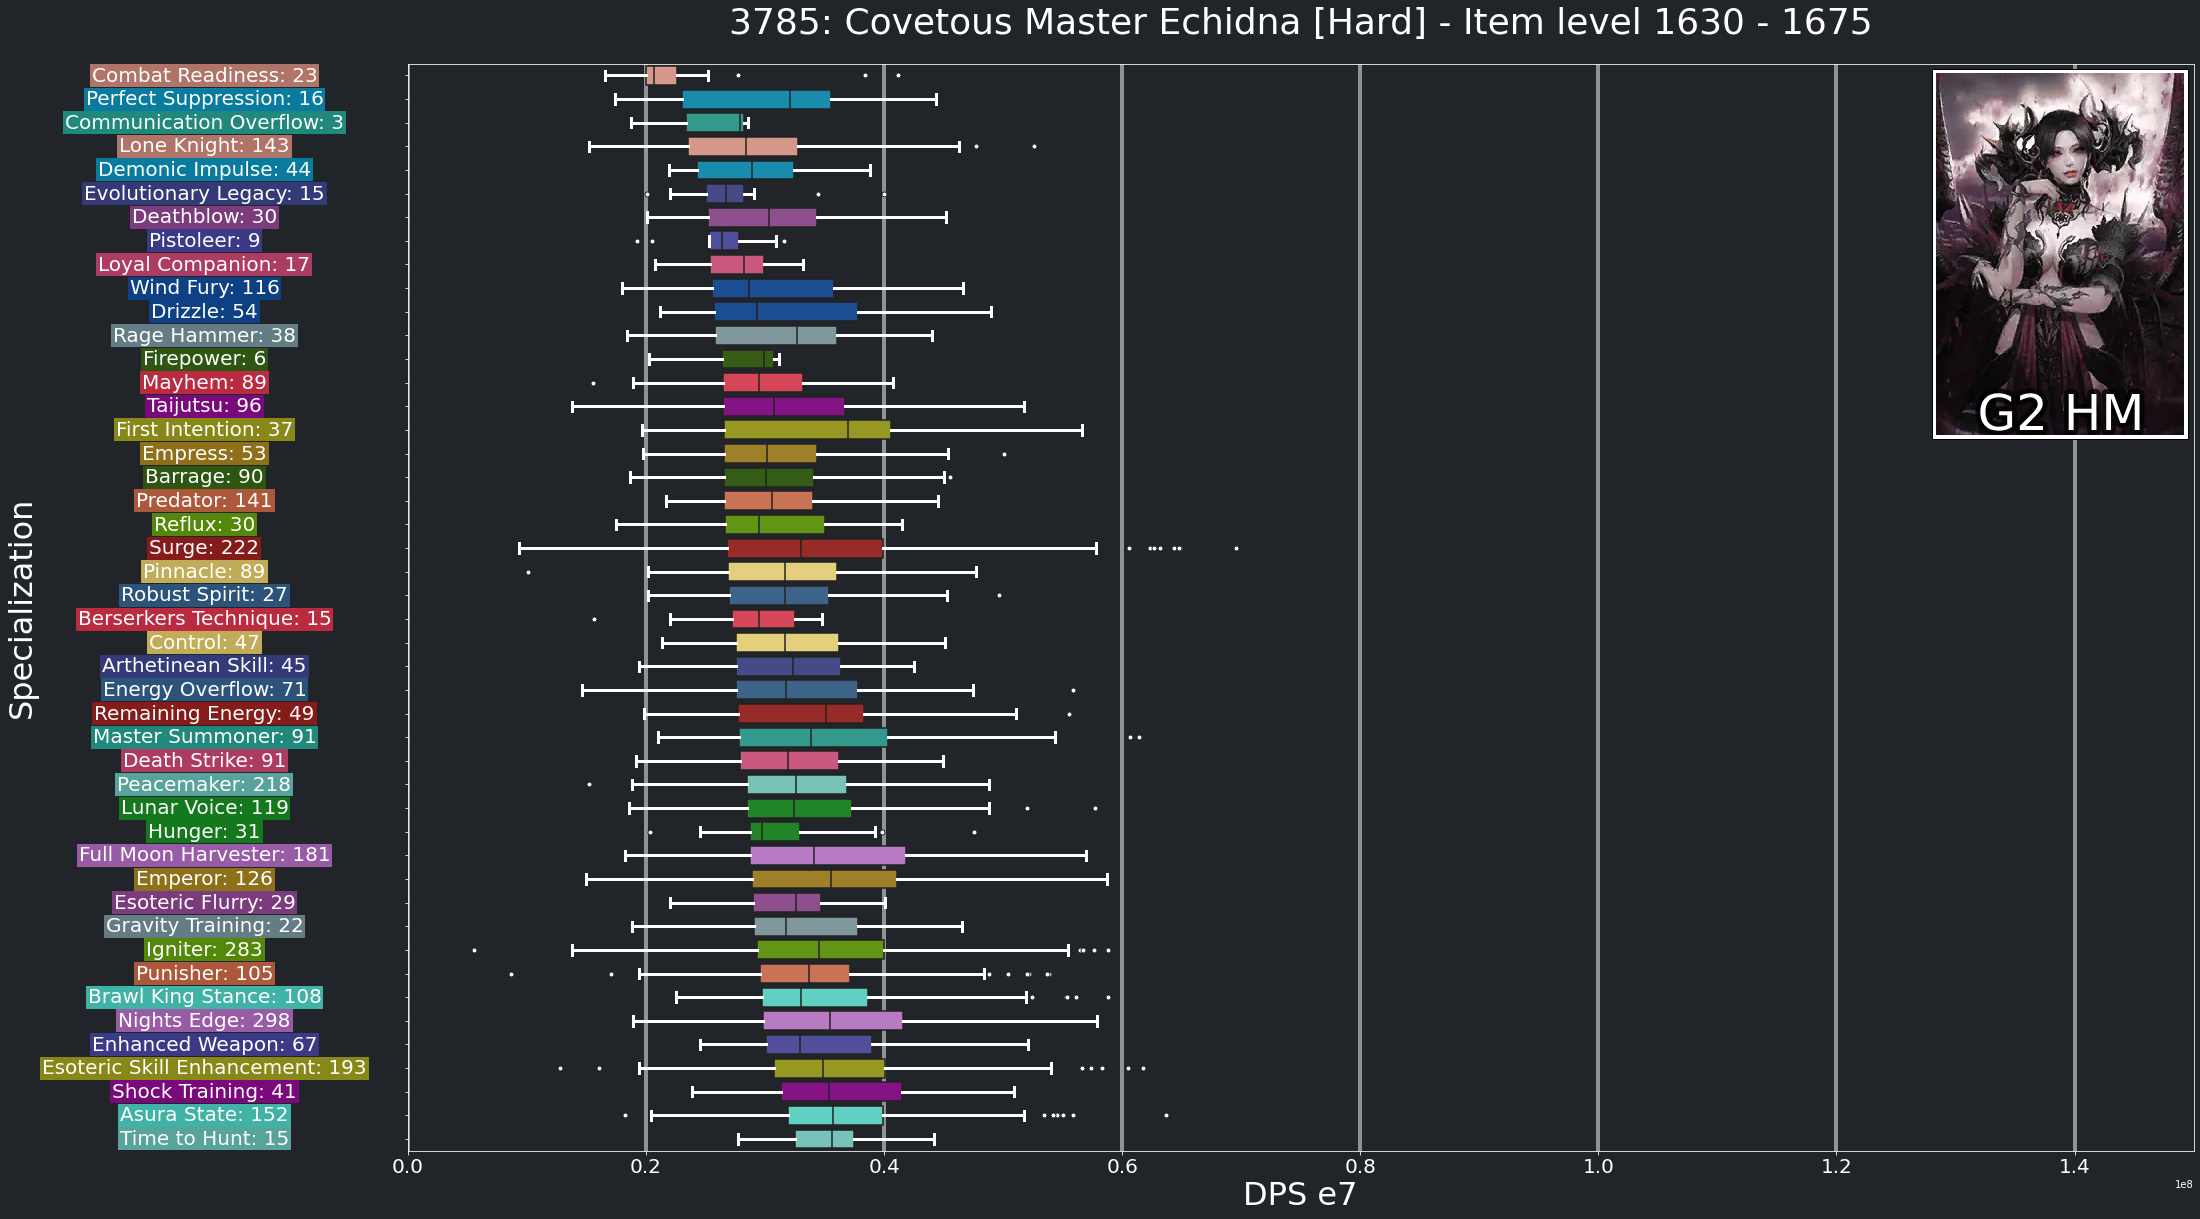 3785: Covetous Master Echidna [Hard] - Item level 1630 - 1675
Combat Readiness: 23
Perfect Suppression: 16
Communication Overflow: 3
Lone Knight: 143
Demonic Impulse: 44
Evolutionary Legacy: 15
Deathblow: 30
Pistoleer: 9
Loyal Companion: 17
Wind Fury: 116
Drizzle: 54
Rage Hammer: 38
Firepower: 6
Mayhem: 89
Taijutsu: 96
First Intention: 37
Empress: 53
Barrage: 90
Predator: 141
Reflux: 30
Surge: 222
Pinnacle: 89
Robust Spirit: 27
Berserkers Technique: 15
Control: 47
Arthetinean Skill: 45
Energy Overflow: 71
Remaining Energy: 49
Master Summoner: 91
Death Strike: 91
Peacemaker: 218
Lunar Voice: 119
Hunger: 31
Full Moon Harvester: 181
Emperor: 126
Esoteric Flurry: 29
Gravity Training: 22
Igniter: 283
Punisher: 105
Brawl King Stance: 108
Nights Edge: 298
Enhanced Weapon: 67
Esoteric Skill Enhancement: 193
Shock Training: 41
Asura State: 152
Time to Hunt: 15
Specialization
G2 HM
0.0 0.2 0.4 0.6 0.8 1.0 1.2 1.4
DPS e7
1e8